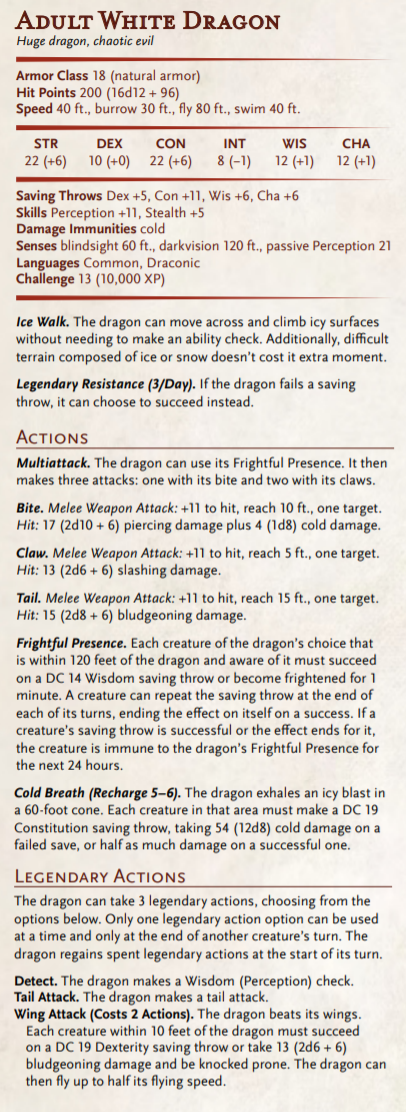 Adult White Dragon
Huge dragon, chaotic evil
Armor Class 18 (natural armor)
Hit Points 200 (16d12 + 96)
Speed 40 ft., burrow 30 ft., fly 80 ft., swim 40 ft.
STR DEX CON INT WIS CHA
22 (+6) 10 (+0) 22 (+6) 8 (−1) 12 (+1) 12 (+1)
Saving Throws Dex +5, Con +11, Wis +6, Cha +6
Skills Perception +11, Stealth +5
Damage Immunities cold
Senses blindsight 60 ft., darkvision 120 ft., passive Perception 21
Languages Common, Draconic
Challenge 13 (10,000 XP)
Ice Walk. The dragon can move across and climb icy surfaces
without needing to make an ability check. Additionally, difficult
terrain composed of ice or snow doesn't cost it extra moment.
Legendary Resistance (3/Day). If the dragon fails a saving
throw, it can choose to succeed instead.
Actions
Multiattack. The dragon can use its Frightful Presence. It then
makes three attacks: one with its bite and two with its claws.
Bite. Melee Weapon Attack: +11 to hit, reach 10 ft., one target.
Hit: 17 (2d10 + 6) piercing damage plus 4 (1d8) cold damage.
Claw. Melee Weapon Attack: +11 to hit, reach 5 ft., one target.
Hit: 13 (2d6 + 6) slashing damage.
Tail. Melee Weapon Attack: +11 to hit, reach 15 ft., one target.
Hit: 15 (2d8 + 6) bludgeoning damage.
Frightful Presence. Each creature of the dragon's choice that
is within 120 feet of the dragon and aware of it must succeed
on a DC 14 Wisdom saving throw or become frightened for 1
minute. A creature can repeat the saving throw at the end of
each of its turns, ending the effect on itself on a success. If a
creature's saving throw is successful or the effect ends for it,
the creature is immune to the dragon's Frightful Presence for
the next 24 hours.
Cold Breath (Recharge 5–6). The dragon exhales an icy blast in
a 60-foot cone. Each creature in that area must make a DC 19
Constitution saving throw, taking 54 (12d8) cold damage on a
failed save, or half as much damage on a successful one.
Legendary Actions
The dragon can take 3 legendary actions, choosing from the
options below. Only one legendary action option can be used
at a time and only at the end of another creature's turn. The
dragon regains spent legendary actions at the start of its turn.
Detect. The dragon makes a Wisdom (Perception) check.
Tail Attack. The dragon makes a tail attack.
Wing Attack (Costs 2 Actions). The dragon beats its wings.
Each creature within 10 feet of the dragon must succeed
on a DC 19 Dexterity saving throw or take 13 (2d6 + 6)
bludgeoning damage and be knocked prone. The dragon can
then fly up to half its flying speed.